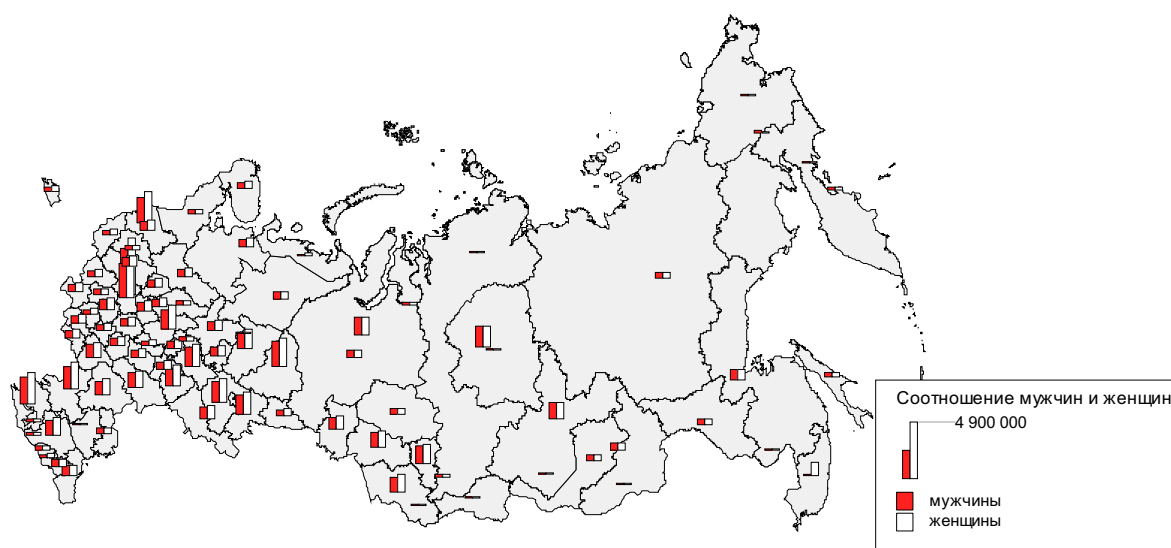 Соотношение мужчин и женщин
4 900 000
мужчины
женщины